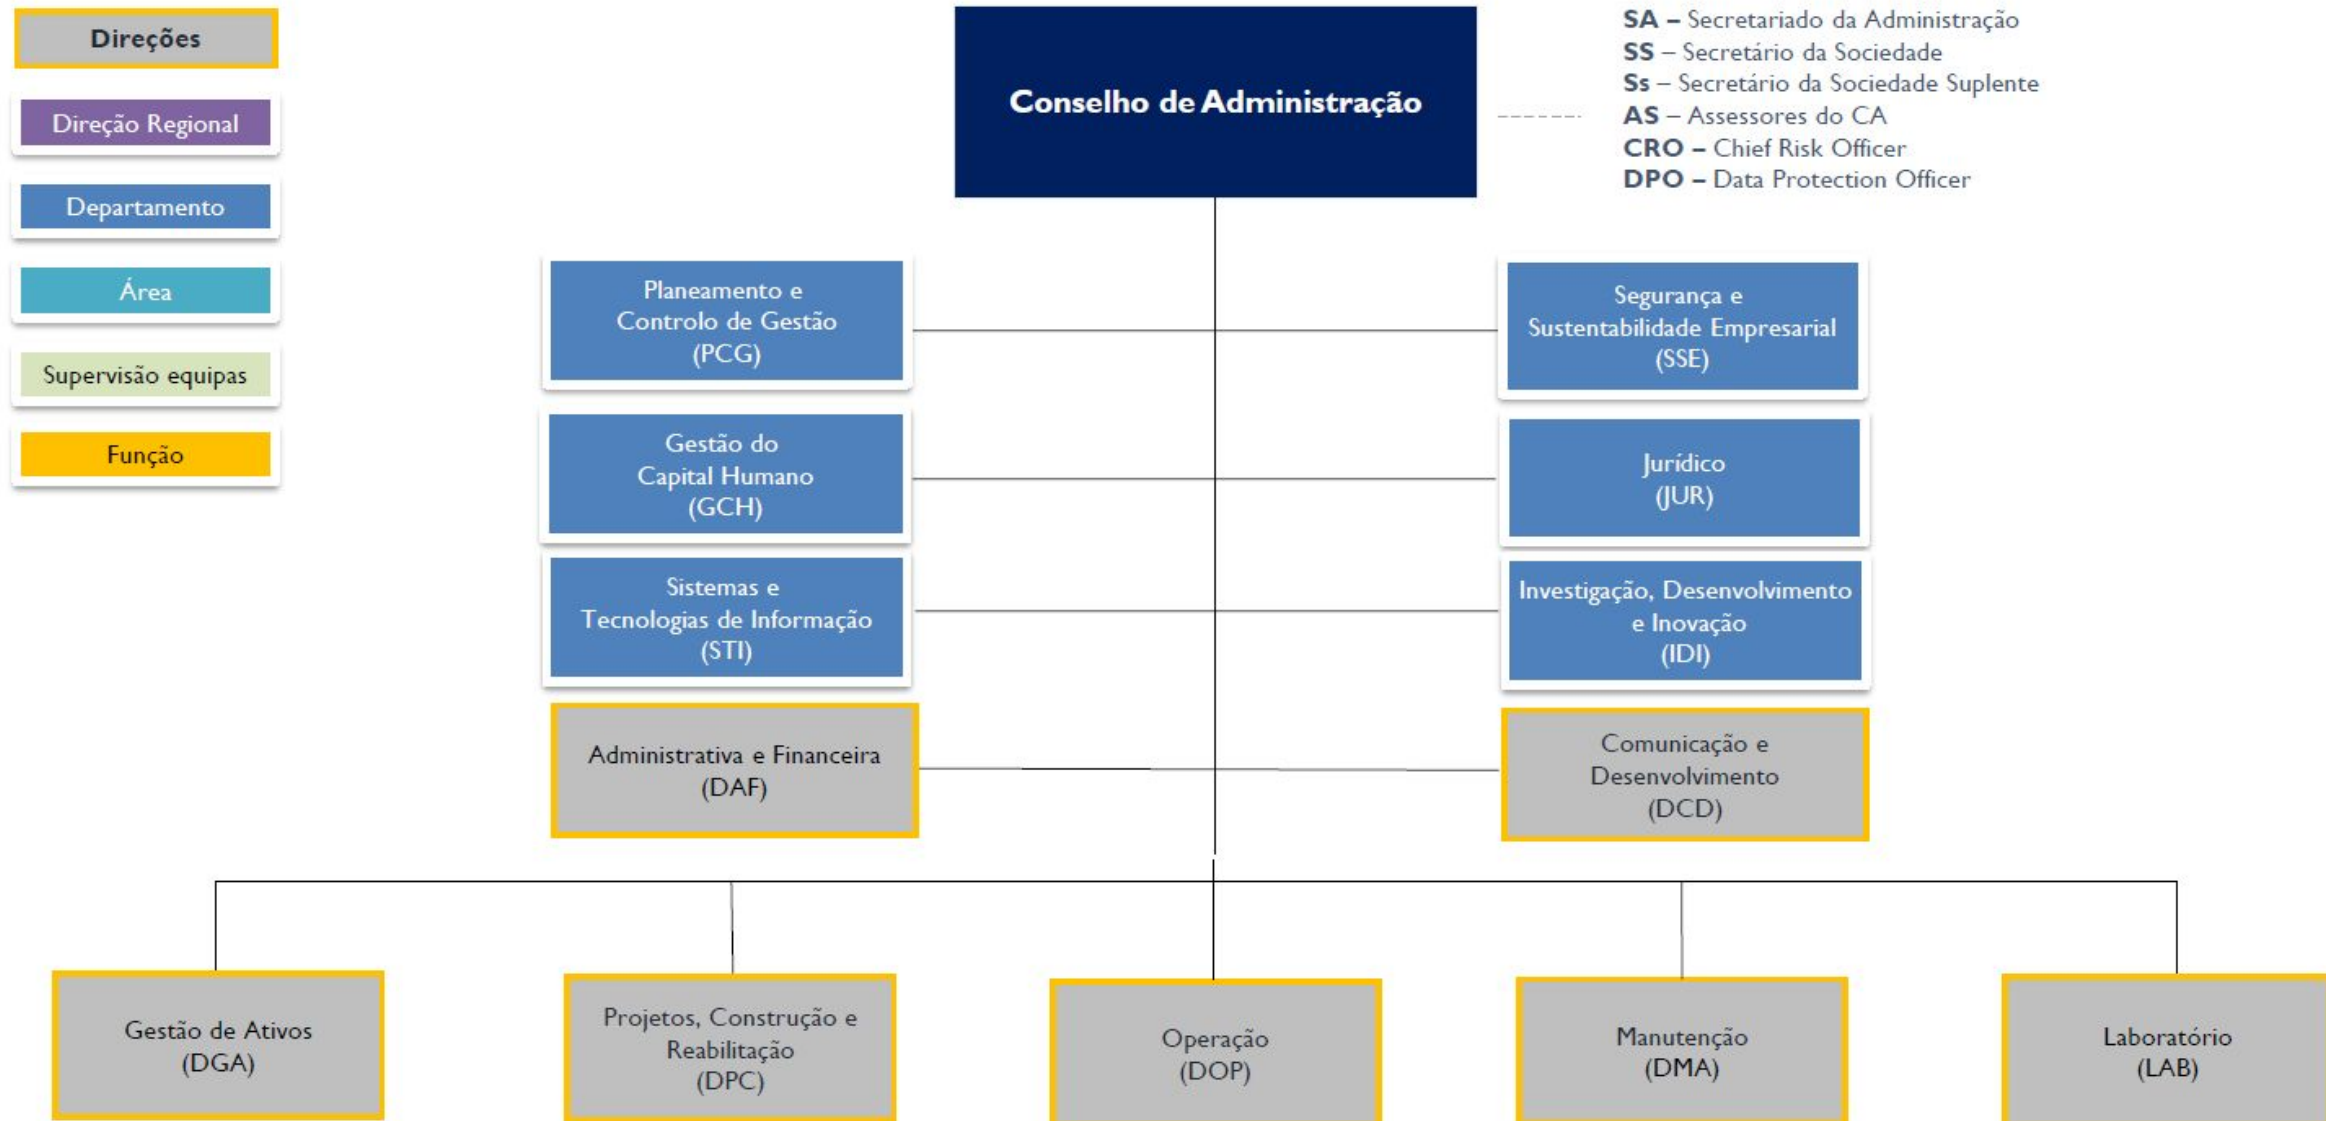 Direções
Direção Regional
Departamento
Área
Supervisão equipas
Função
Conselho de Administração
SA – Secretariado da Administração
SS – Secretário da Sociedade
Ss – Secretário da Sociedade Suplente
AS – Assessores do CA
CRO – Chief Risk Officer
DPO – Data Protection Officer
Planeamento e
Controlo de Gestão
(PCG)
Segurança e
Sustentabilidade Empresarial
(SSE)
Gestão do
Capital Humano
(GCH)
Jurídico
(JUR)
Sistemas e
Tecnologias de Informação
(STI)
Investigação, Desenvolvimento
e Inovação
(IDI)
Administrativa e Financeira
(DAF)
Comunicação e
Desenvolvimento
(DCD)
Gestão de Ativos
(DGA)
Projetos, Construção e
Reabilitação
(DPC)
Operação
(DOP)
Manutenção
(DMA)
Laboratório
(LAB)